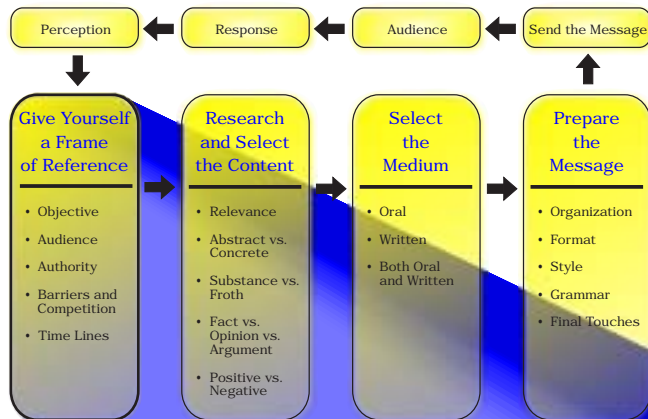 Perception
Response
Audience
Send the Message
Give Yourself
a Frame
of Reference
• Objective
• Audience
• Authority
• Barriers and
Competition
• Time Lines
Research
and Select
the Content
• Relevance
• Abstract vs.
Concrete
• Substance vs.
Froth
• Fact vs.
Opinion vs.
Argument
• Positive vs.
Negative
Select
the
Medium
• Oral
• Written
• Both Oral
and Written
Prepare
the
Message
• Organization
• Format
• Style
• Grammar
• Final Touches